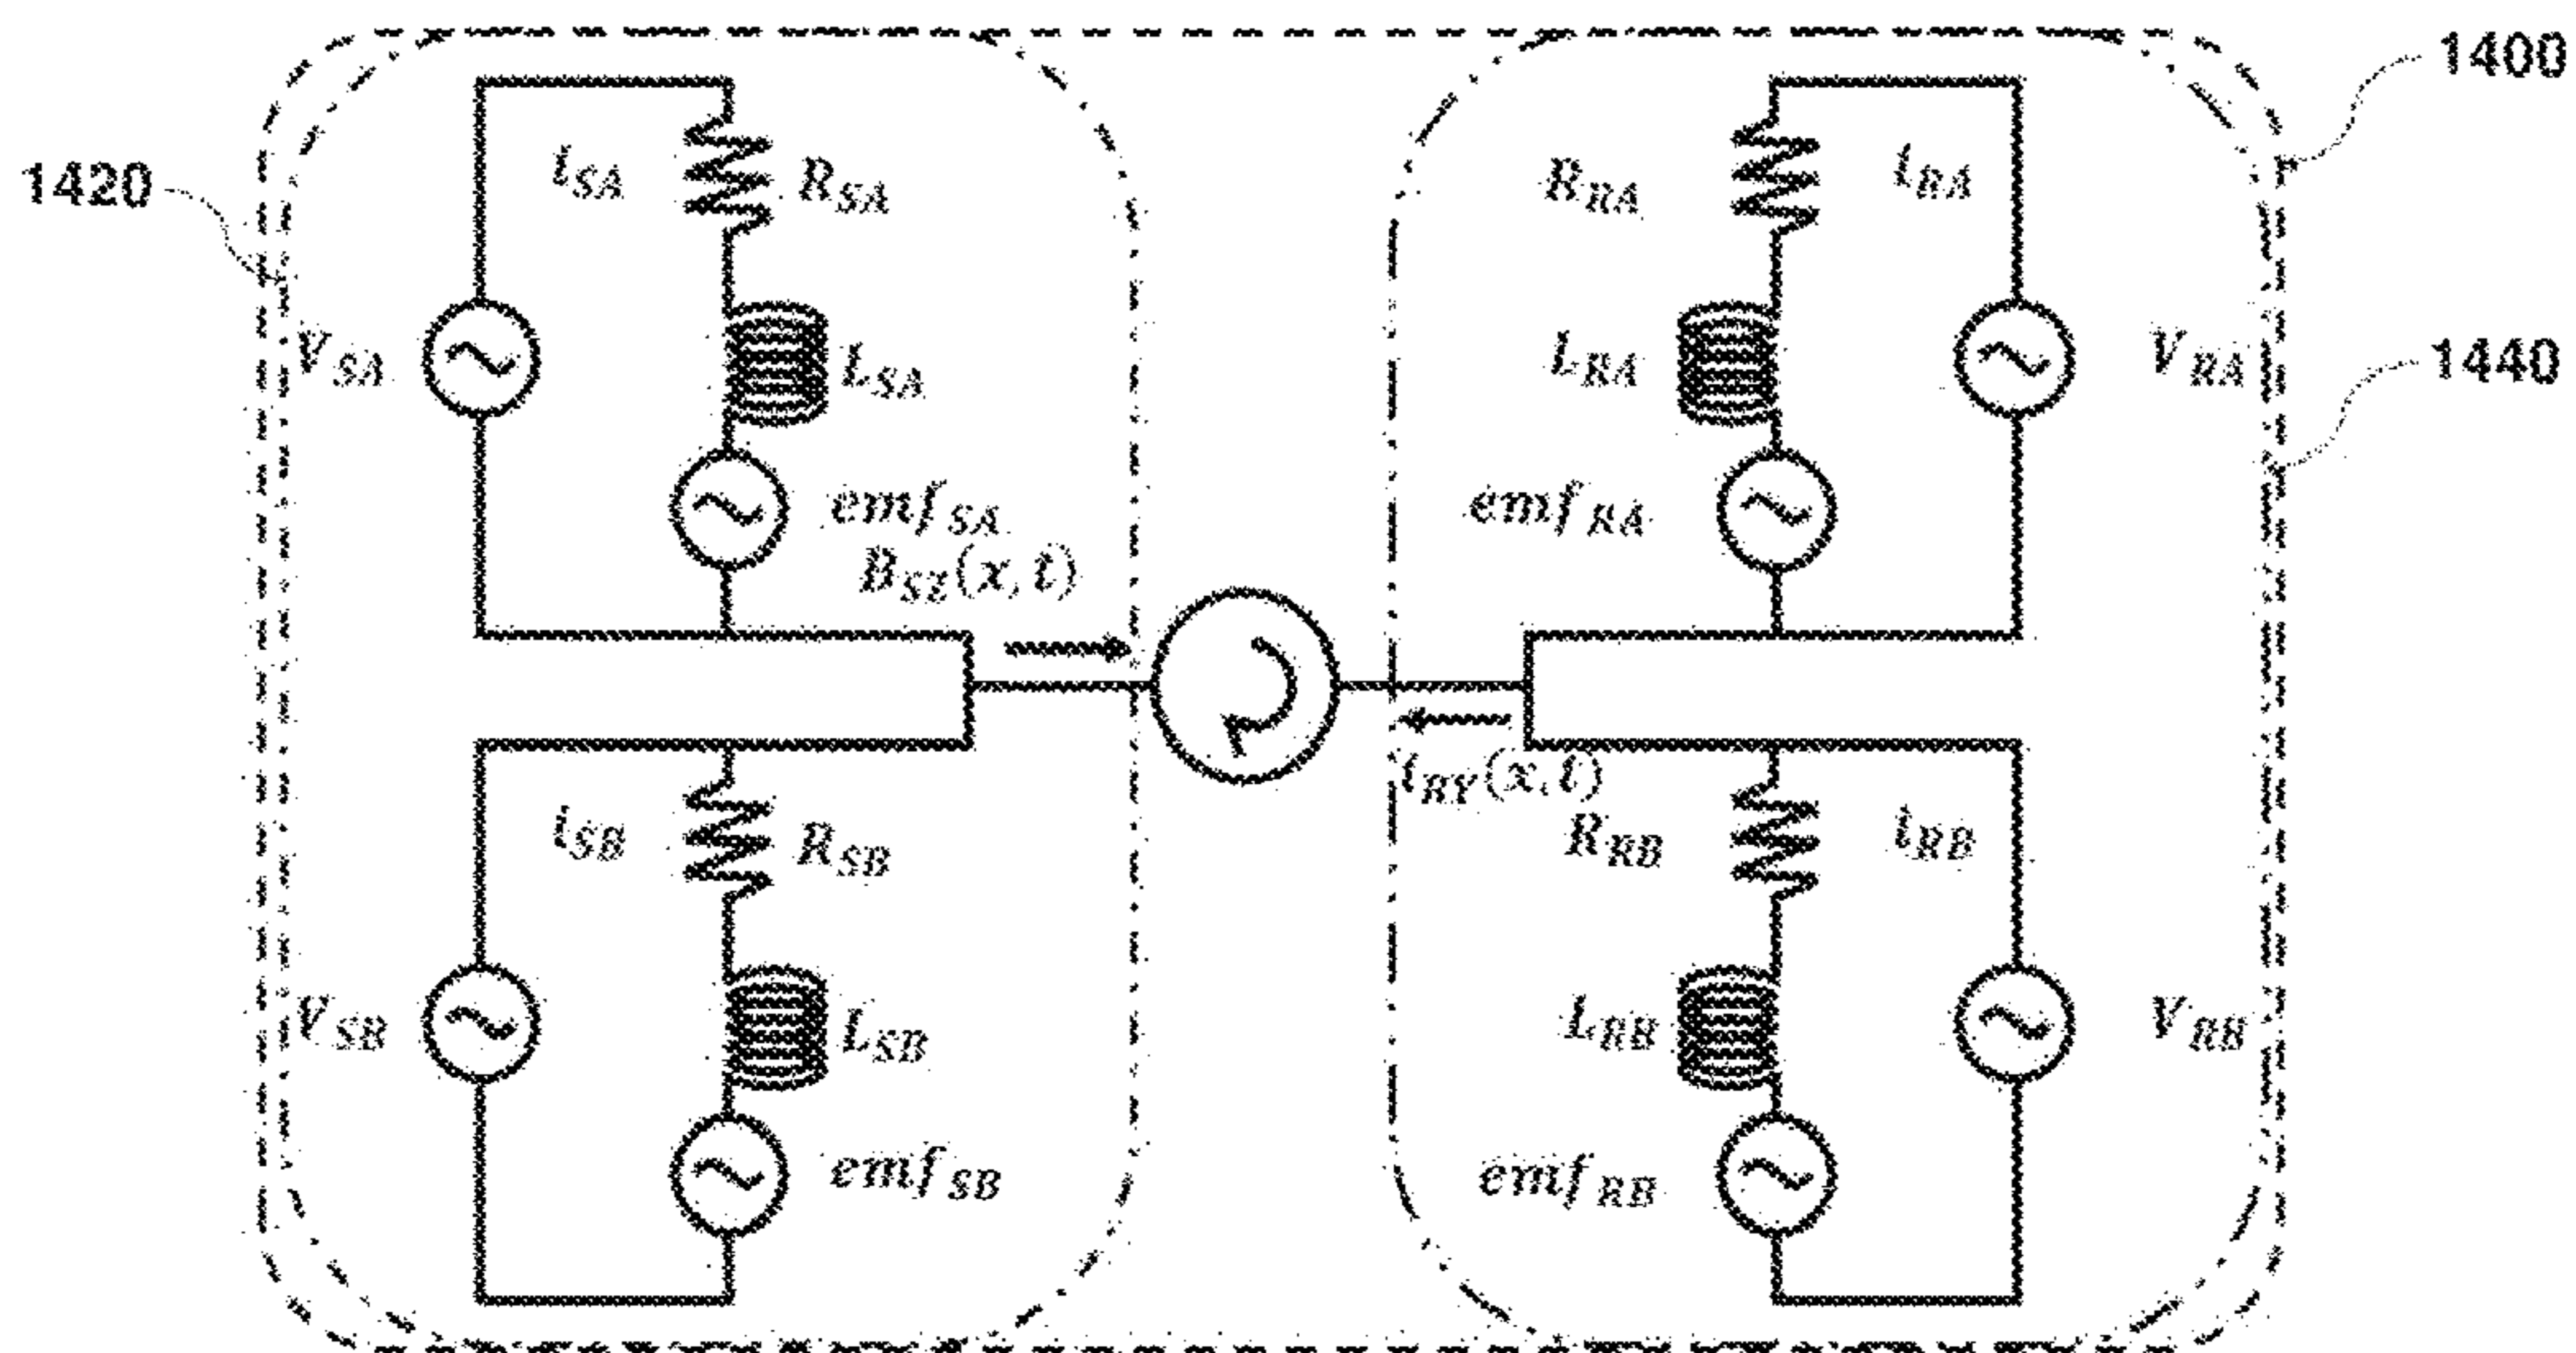 1400
1420
i_SA
R_SA
R_RA
i_RA
V_SA
L_SA
L_RA
V_RA
1440
emf_SA
emf_RA
B_SZ(x, t)
i_RY(x, t)
i_SB
R_SB
R_RB
i_RB
V_SB
L_SB
L_RB
V_RB
emf_SB
emf_RB